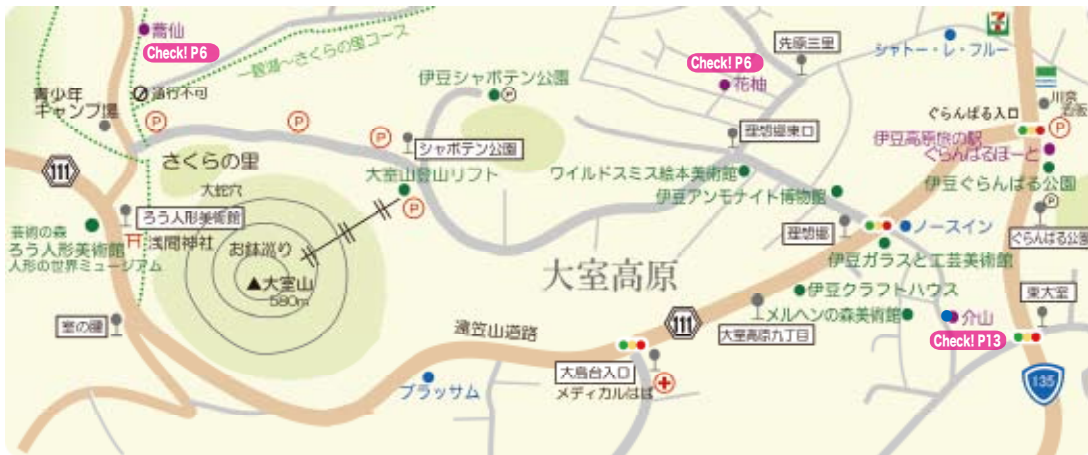 Check! P6
一碧湖~さくらの里コース
伊豆シャボテン公園
P
青少年
キャンプ場
通行不可
P
P
P
シャボテン公園
さくらの里
大蛇穴
大室山登山リフト
P
111
ろう人形美術館
芸術の森
ろう人形美術館
人形の世界ミュージアム
浅間神社
お鉢巡り
▲大室山
580m
室の腰
遠笠山道路
ブラッサム
大室高原
Check! P6
花柚
先原三里
シャトー・レ・フルー
7
ぐらんぱる入口
川奈
P
伊豆高原旅の駅
ぐらんぱるぽーと
伊豆ぐらんぱる公園
P
ぐらんぱる公園
理想郷東口
ワイルドスミス絵本美術館
伊豆アンモナイト博物館
理想郷
ノースイン
伊豆ガラスと工芸美術館
伊豆クラフトハウス
メルヘンの森美術館
介山
Check! P13
東大室
111
大室高原九丁目
大島台入口
メディカルはば
135